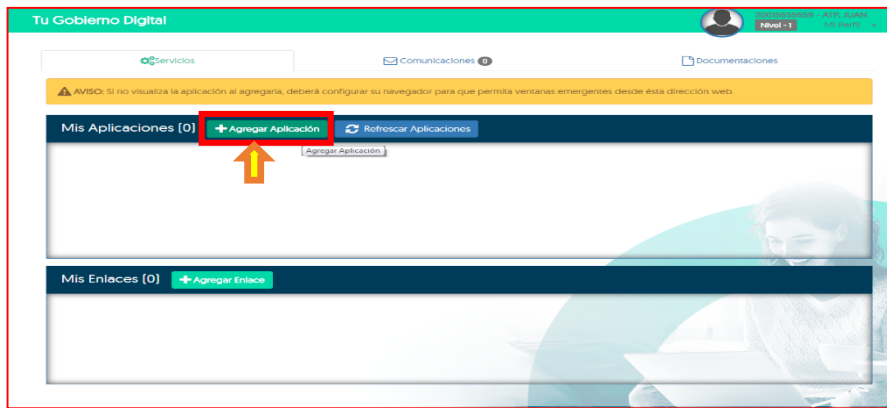 Tu Gobierno Digital
ATP, JUAN
Nivel - 1
Mi Perfil
Servicios
Comunicaciones 0
Documentaciones
AVISO: Si no visualiza la aplicación al agregarla, deberá configurar su navegador para que permita ventanas emergentes desde ésta dirección web.
Mis Aplicaciones [0]
Agregar Aplicación
Refrescar Aplicaciones
Agregar Aplicación
Mis Enlaces [0]
Agregar Enlace